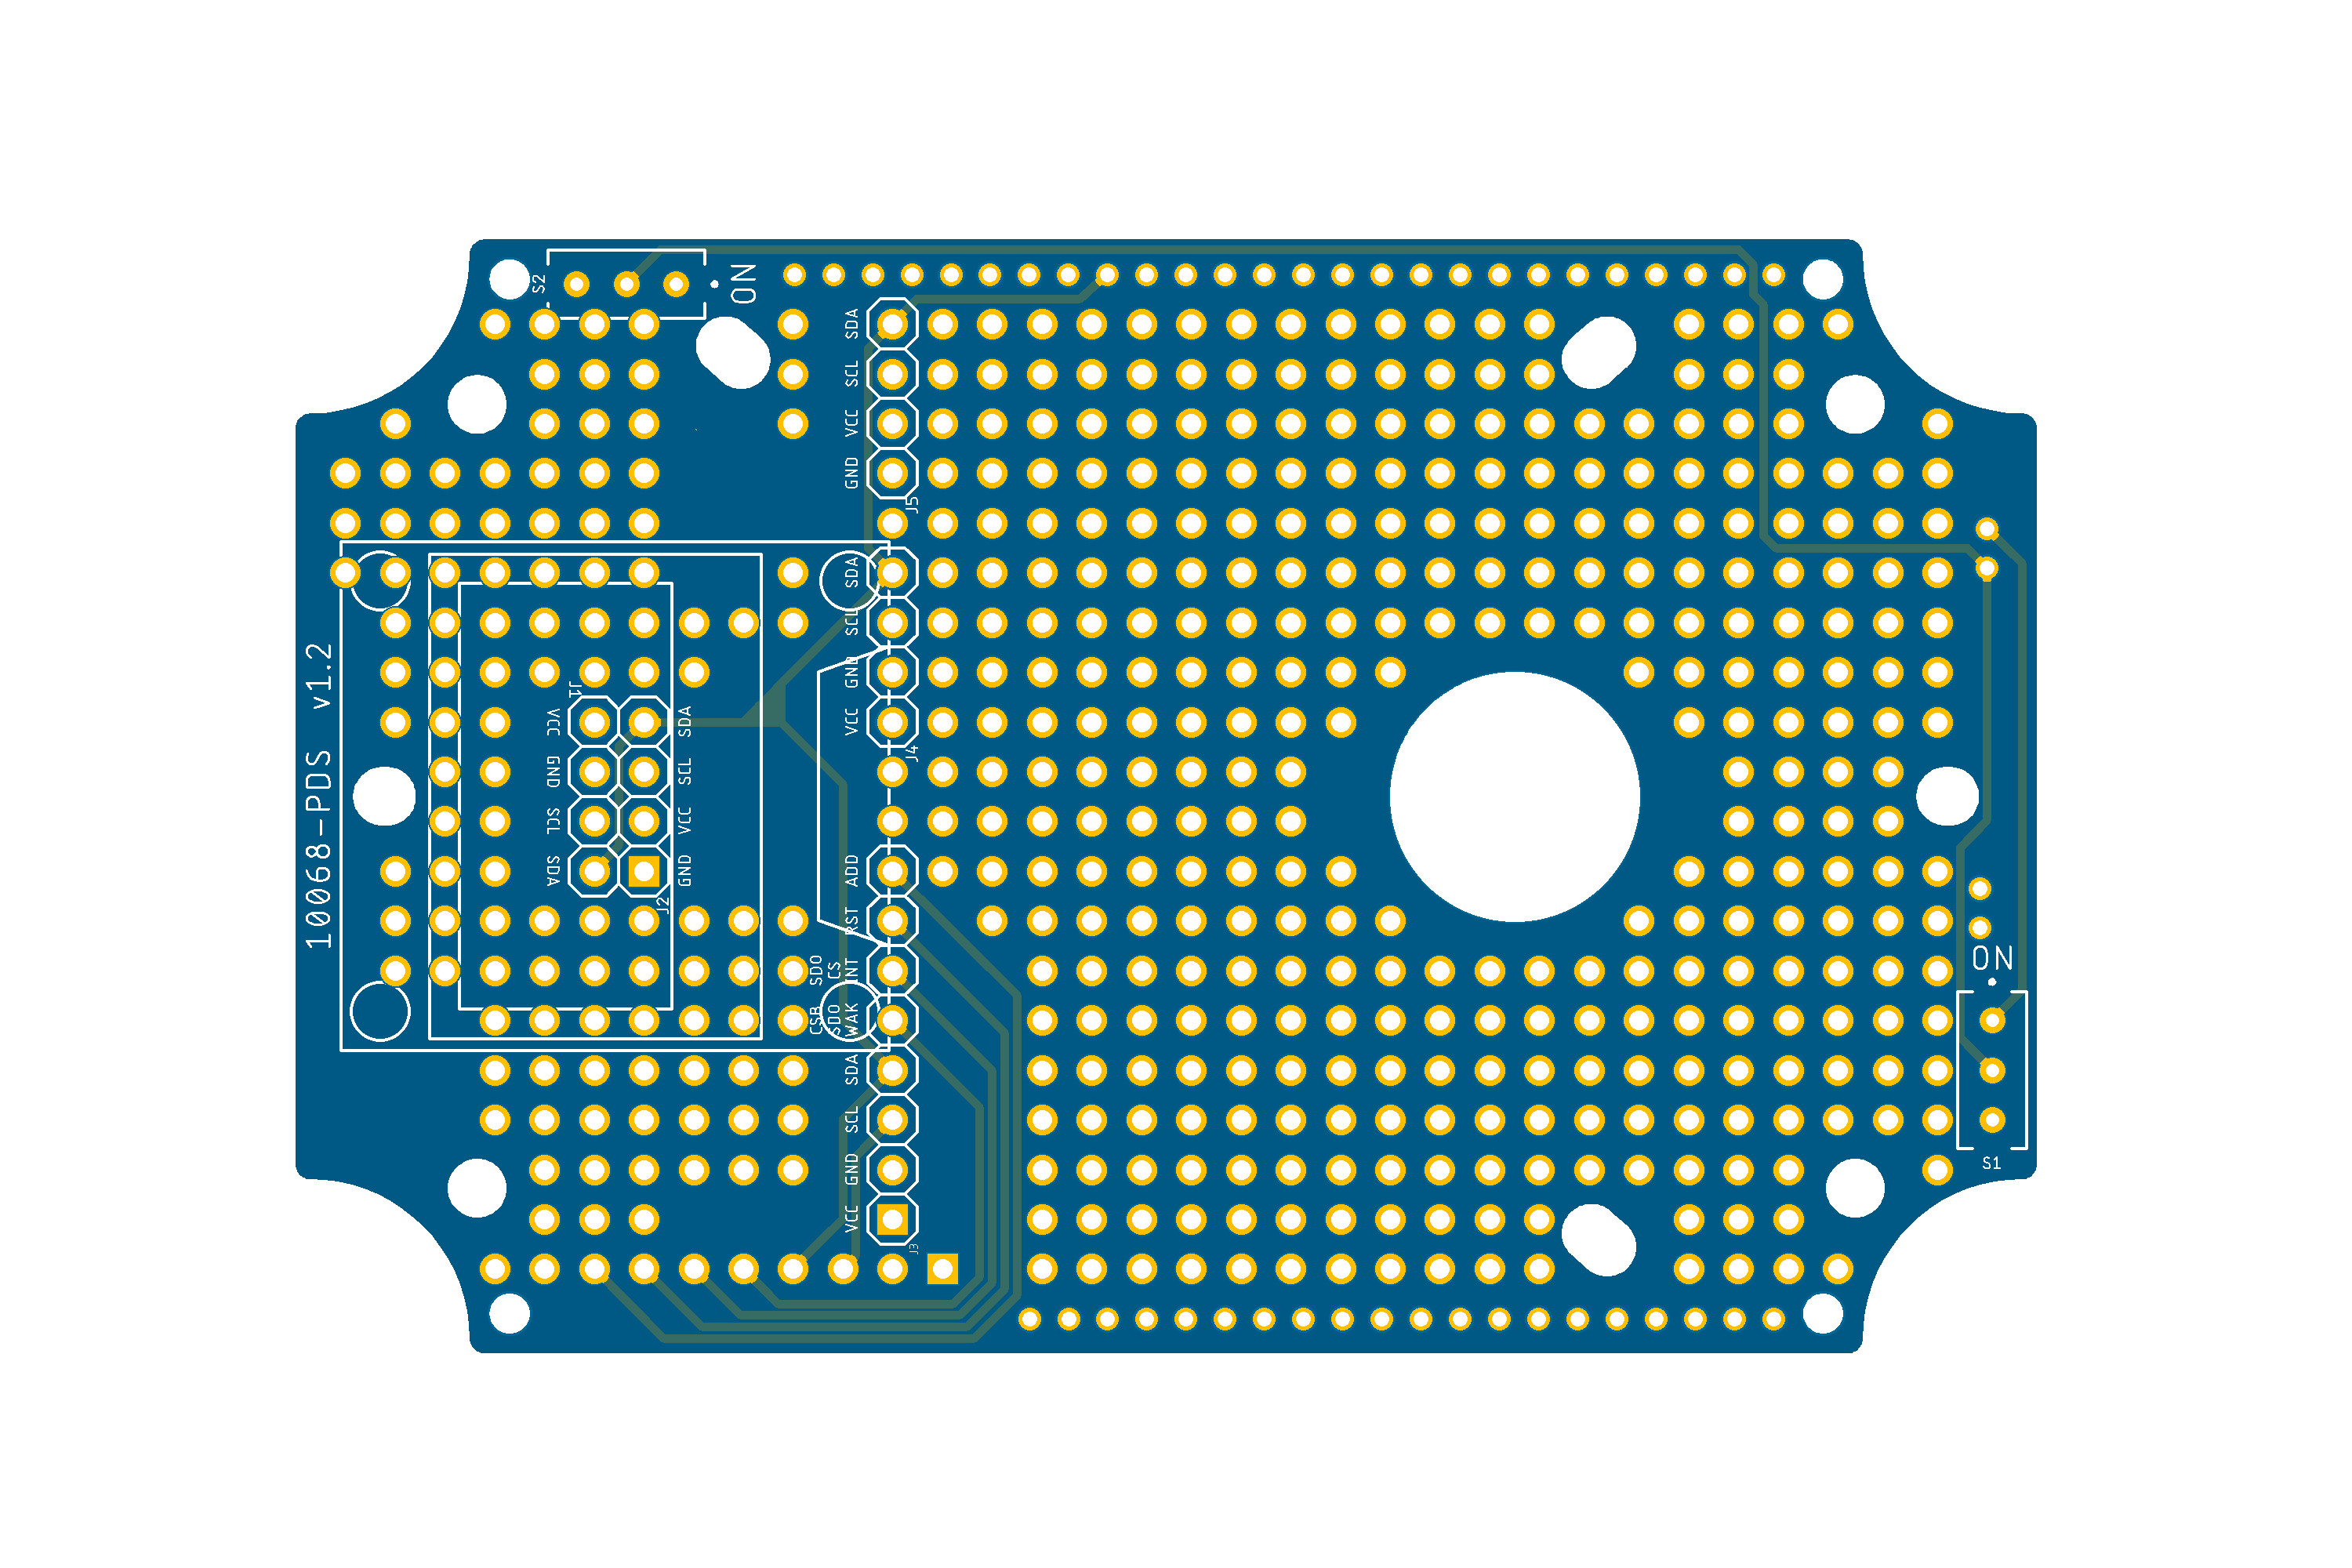 S2
ON
SDA
SCL
VCC
GND
J5
SDA
SCL
GND
VCC
J4
10068-PDS v1.2
J1
VCC
GND
SCL
SDA
SDA
SCL
VCC
GND
J2
ADD
RST
INT
WAK
SDA
SCL
GND
VCC
J3
SDO
CS
CSB
SDO
ON
S1